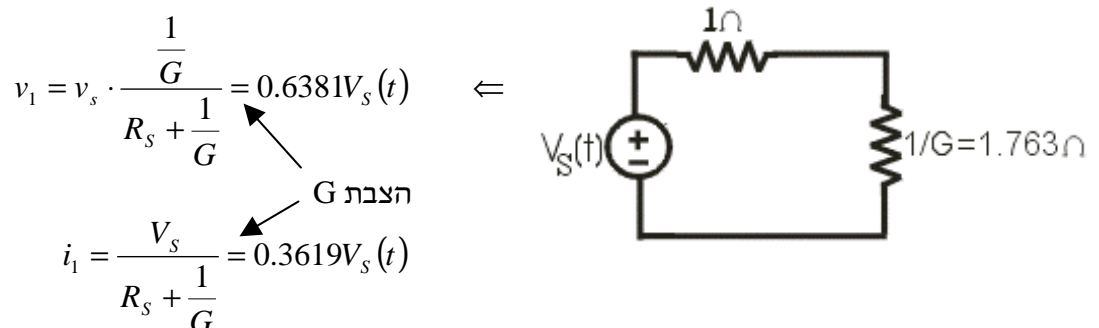 v₁ = v_s · (1/G)/(R_S + 1/G) = 0.6381V_S(t) ⇐
הצבת G
i₁ = V_S/(R_S + 1/G) = 0.3619V_S(t)
1Ω
V_S(t)
+
−
1/G=1.763Ω